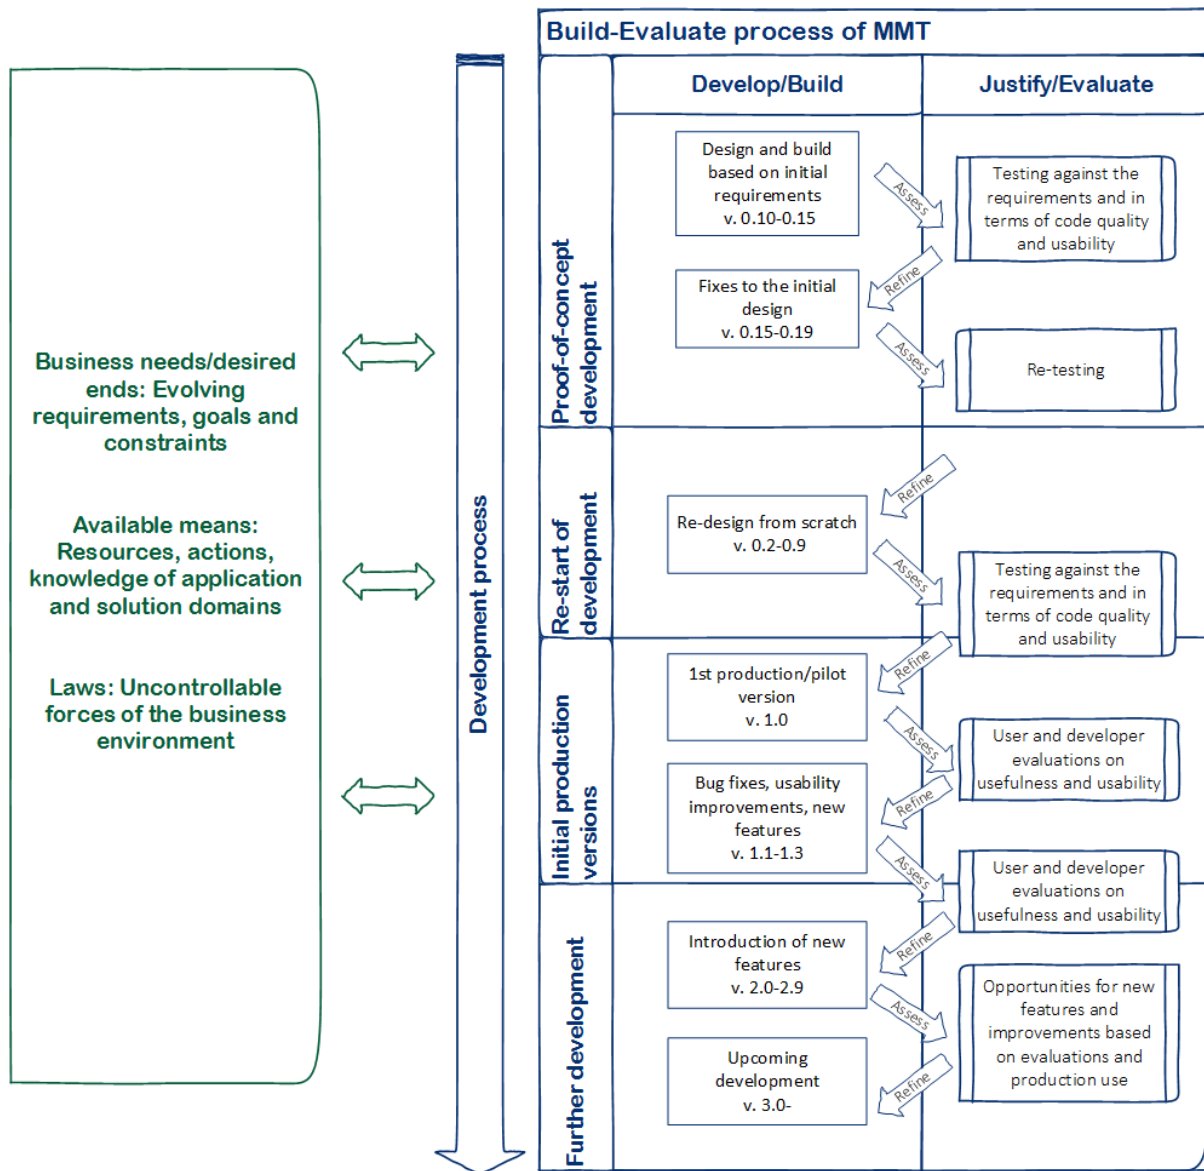 Build-Evaluate process of MMT
Develop/Build
Justify/Evaluate
Business needs/desired
ends: Evolving
requirements, goals and
constraints
Available means:
Resources, actions,
knowledge of application
and solution domains
Laws: Uncontrollable
forces of the business
environment
Development process
Proof-of-concept
development
Design and build
based on initial
requirements
v. 0.10-0.15
Assess
Testing against the
requirements and in
terms of code quality
and usability
Refine
Fixes to the initial
design
v. 0.15-0.19
Assess
Re-testing
Re-start of
development
Refine
Re-design from scratch
v. 0.2-0.9
Assess
Testing against the
requirements and in
terms of code quality
and usability
Initial production
versions
Refine
1st production/pilot
version
v. 1.0
Assess
User and developer
evaluations on
usefulness and usability
Refine
Bug fixes, usability
improvements, new
features
v. 1.1-1.3
Assess
User and developer
evaluations on
usefulness and usability
Further development
Refine
Introduction of new
features
v. 2.0-2.9
Assess
Opportunities for new
features and
improvements based
on evaluations and
production use
Refine
Upcoming
development
v. 3.0-